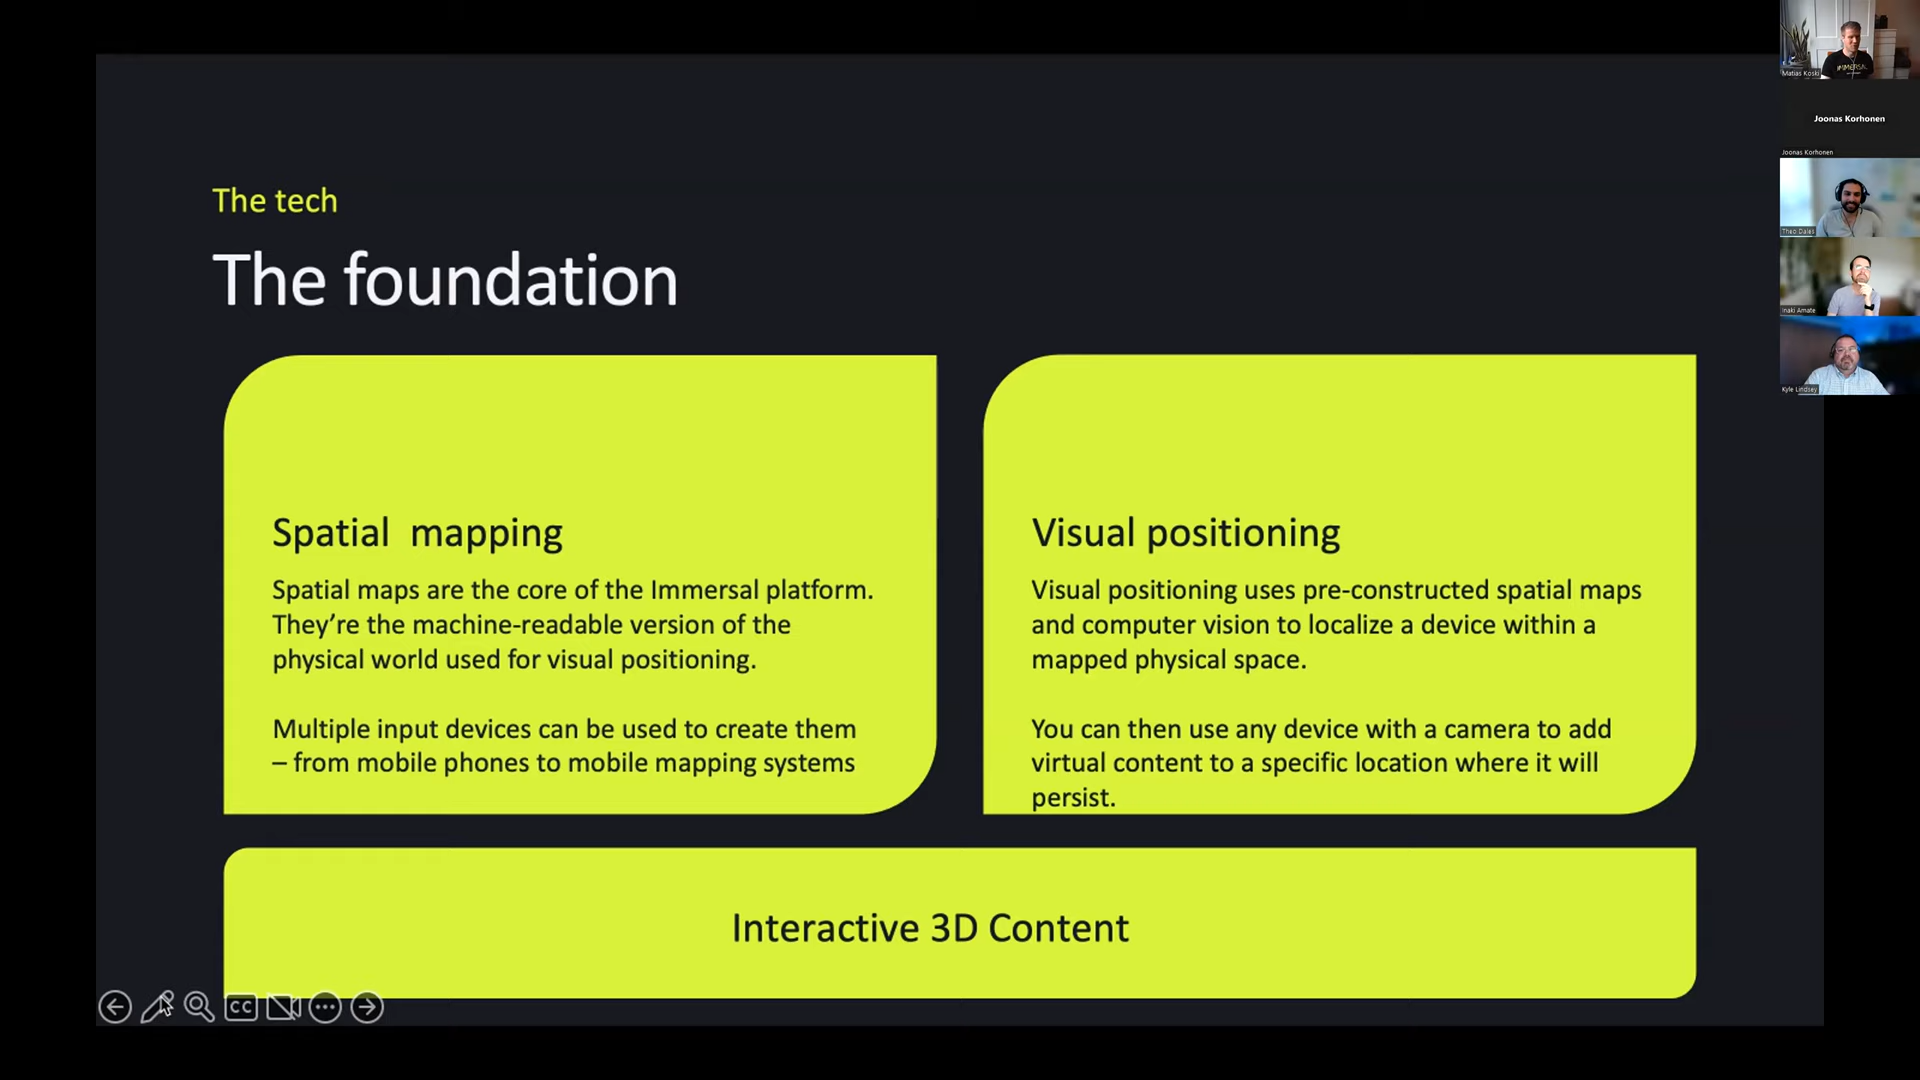 The tech
The foundation
Spatial  mapping
Spatial maps are the core of the Immersal platform.
They’re the machine-readable version of the
physical world used for visual positioning.
Multiple input devices can be used to create them
– from mobile phones to mobile mapping systems
Visual positioning
Visual positioning uses pre-constructed spatial maps
and computer vision to localize a device within a
mapped physical space.
You can then use any device with a camera to add
virtual content to a specific location where it will
persist.
Interactive 3D Content
CC
IMMERSAL
Matias Koski
Joonas Korhonen
Joonas Korhonen
Theo Dales
Inaki Amate
Kyle Lindsey